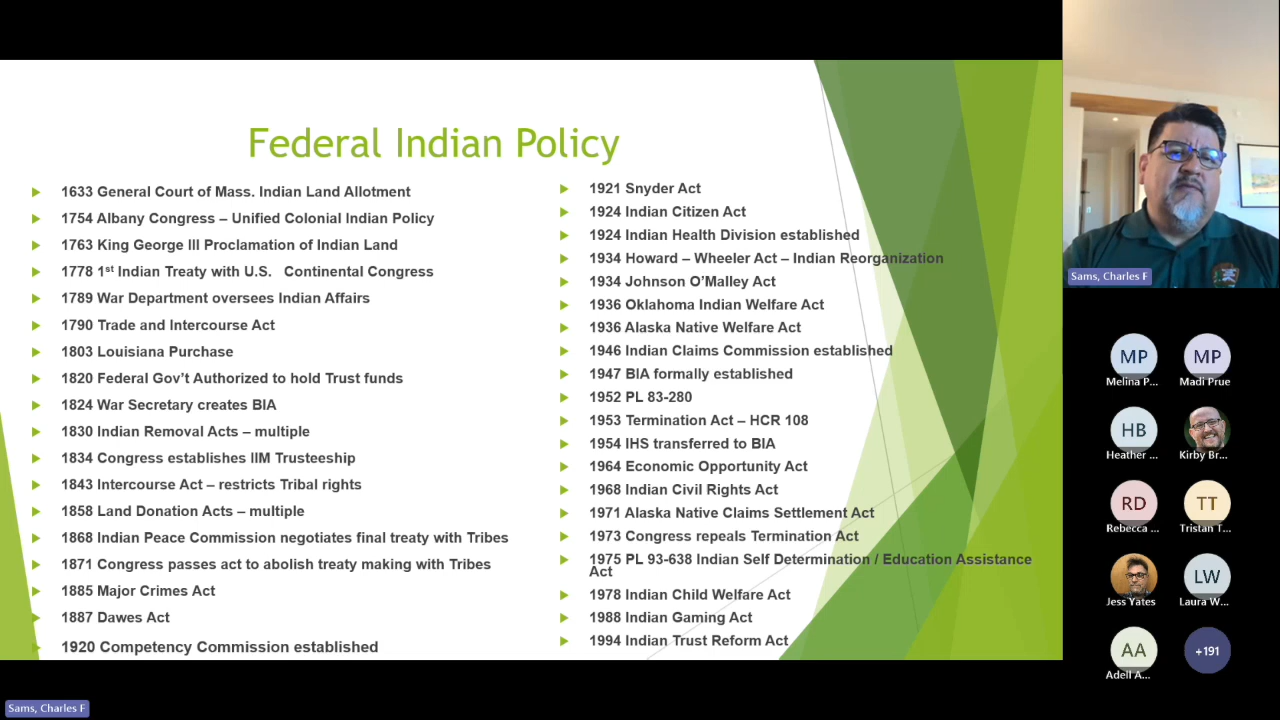 Federal Indian Policy
1633 General Court of Mass. Indian Land Allotment
1754 Albany Congress – Unified Colonial Indian Policy
1763 King George III Proclamation of Indian Land
1778 1st Indian Treaty with U.S. Continental Congress
1789 War Department oversees Indian Affairs
1790 Trade and Intercourse Act
1803 Louisiana Purchase
1820 Federal Gov't Authorized to hold Trust funds
1824 War Secretary creates BIA
1830 Indian Removal Acts – multiple
1834 Congress establishes IIM Trusteeship
1843 Intercourse Act – restricts Tribal rights
1858 Land Donation Acts – multiple
1868 Indian Peace Commission negotiates final treaty with Tribes
1871 Congress passes act to abolish treaty making with Tribes
1885 Major Crimes Act
1887 Dawes Act
1920 Competency Commission established
1921 Snyder Act
1924 Indian Citizen Act
1924 Indian Health Division established
1934 Howard – Wheeler Act – Indian Reorganization
1934 Johnson O'Malley Act
1936 Oklahoma Indian Welfare Act
1936 Alaska Native Welfare Act
1946 Indian Claims Commission established
1947 BIA formally established
1952 PL 83-280
1953 Termination Act – HCR 108
1954 IHS transferred to BIA
1964 Economic Opportunity Act
1968 Indian Civil Rights Act
1971 Alaska Native Claims Settlement Act
1973 Congress repeals Termination Act
1975 PL 93-638 Indian Self Determination / Education Assistance
Act
1978 Indian Child Welfare Act
1988 Indian Gaming Act
1994 Indian Trust Reform Act
Sams, Charles F
MP
Melina P...
MP
Madi Prue
HB
Heather ...
Kirby Br...
RD
Rebecca ...
TT
Tristan T...
Jess Yates
LW
Laura W...
AA
Adell A...
+191
Sams, Charles F